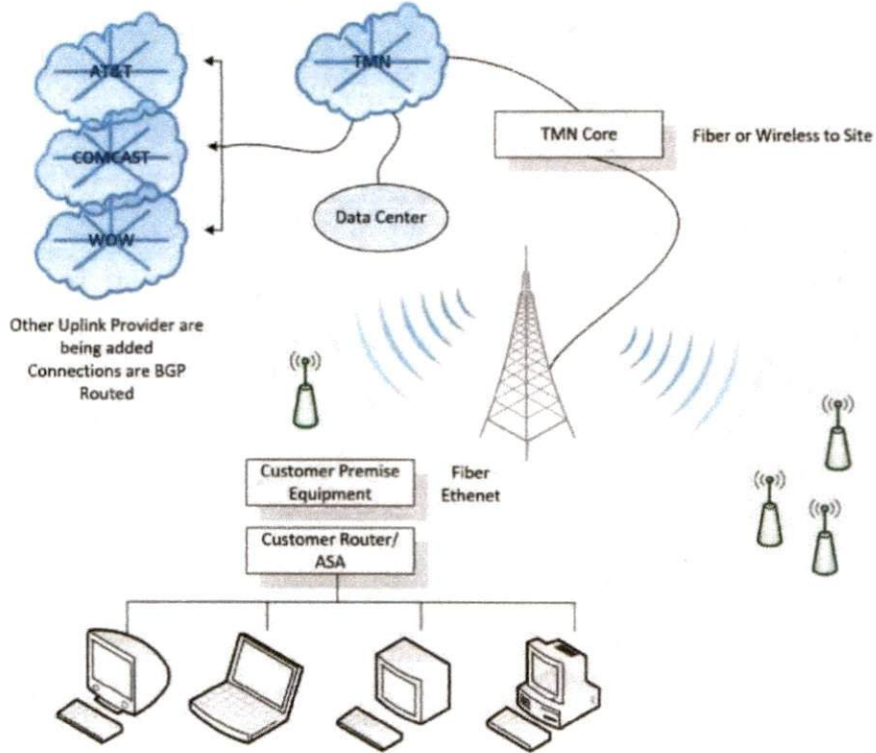 AT&T
COMCAST
WOW
TMN
TMN Core
Fiber or Wireless to Site
Data Center
Other Uplink Provider are
being added
Connections are BGP
Routed
Customer Premise
Equipment
Fiber
Ethenet
Customer Router/
ASA